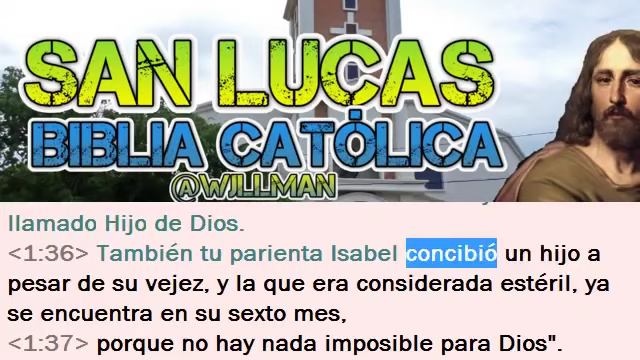 SAN LUCAS
BIBLIA CATÓLICA
@WJLLMAN
llamado Hijo de Dios.
<1:36> También tu parienta Isabel concibió un hijo a
pesar de su vejez, y la que era considerada estéril, ya
se encuentra en su sexto mes,
<1:37> porque no hay nada imposible para Dios".